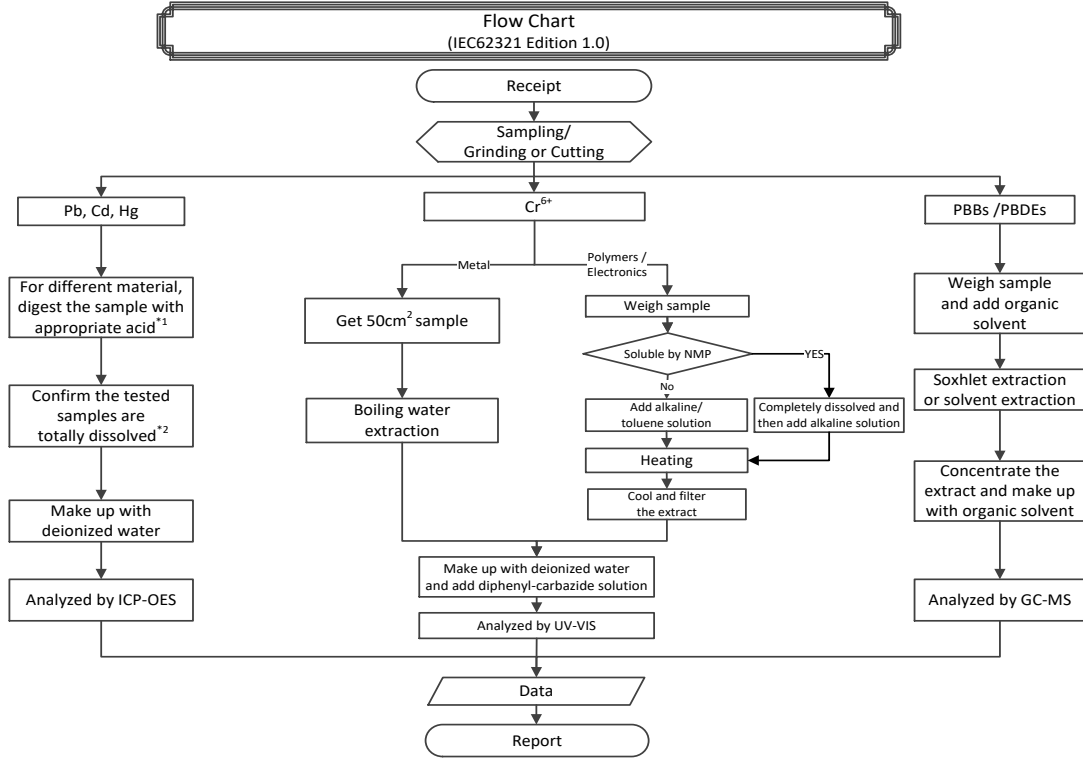 Flow Chart
(IEC62321 Edition 1.0)
Receipt
Sampling/
Grinding or Cutting
Pb, Cd, Hg
For different material,
digest the sample with
appropriate acid*1
Confirm the tested
samples are
totally dissolved*2
Make up with
deionized water
Analyzed by ICP-OES
Cr6+
Metal
Get 50cm2 sample
Boiling water
extraction
Polymers /
Electronics
Weigh sample
Soluble by NMP
YES
No
Add alkaline/
toluene solution
Completely dissolved and
then add alkaline solution
Heating
Cool and filter
the extract
Make up with deionized water
and add diphenyl-carbazide solution
Analyzed by UV-VIS
PBBs /PBDEs
Weigh sample
and add organic
solvent
Soxhlet extraction
or solvent extraction
Concentrate the
extract and make up
with organic solvent
Analyzed by GC-MS
Data
Report